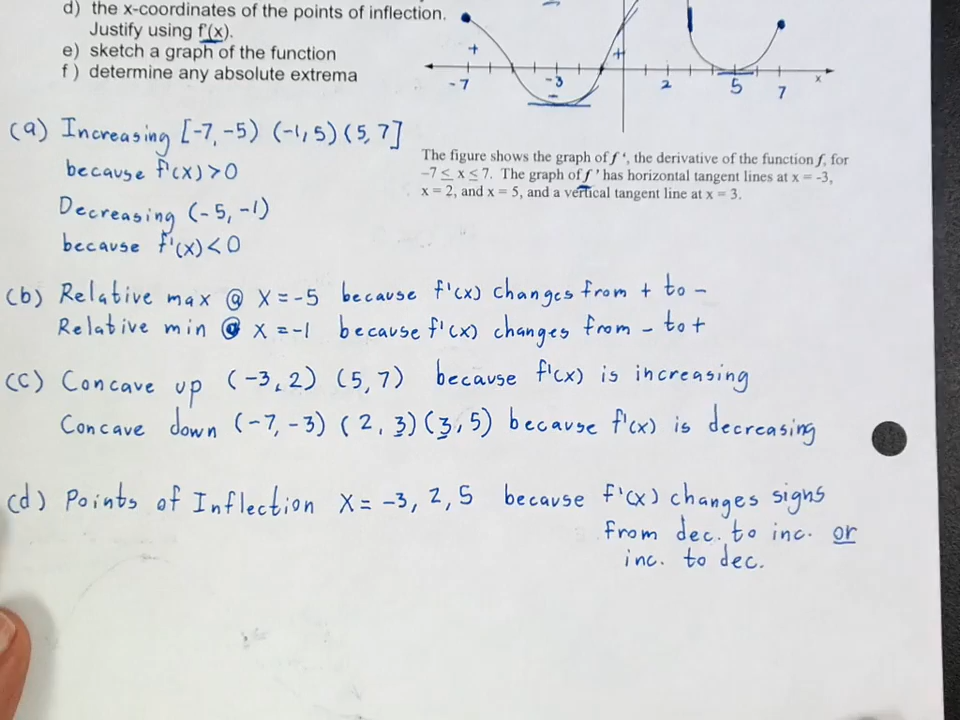 d) the x-coordinates of the points of inflection.
Justify using f'(x).
e) sketch a graph of the function
f ) determine any absolute extrema
+
+
-7
-3
-
2
5
7
x
The figure shows the graph of f ', the derivative of the function f, for
-7 ≤ x ≤ 7. The graph of f ' has horizontal tangent lines at x = -3,
x = 2, and x = 5, and a vertical tangent line at x = 3.
(a) Increasing [-7,-5) (-1,5) (5,7]
because f'(x)>0
Decreasing (-5,-1)
because f'(x)<0
(b) Relative max @ X=-5 because f'(x) changes from + to -
Relative min @ X=-1 because f'(x) changes from - to +
(c) Concave up (-3,2) (5,7) because f'(x) is increasing
Concave down (-7,-3) (2,3) (3,5) because f'(x) is decreasing
(d) Points of Inflection X= -3, 2, 5 because f'(x) changes signs
from dec. to inc. or
inc. to dec.